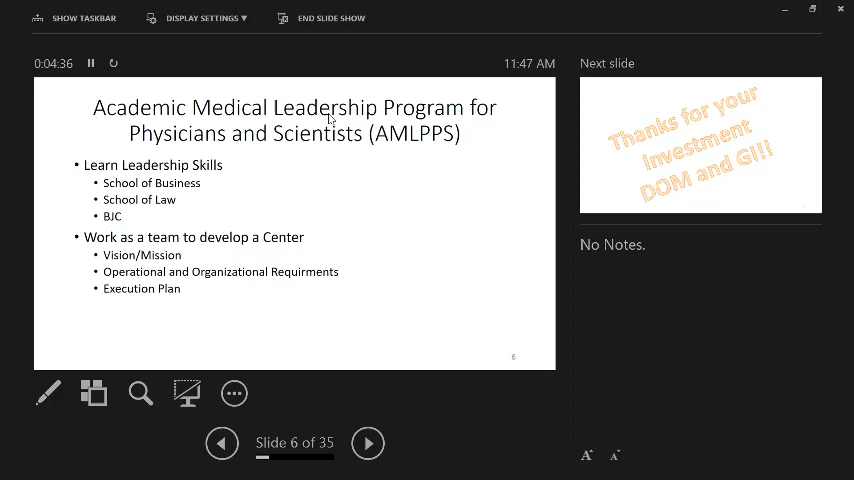 SHOW TASKBAR
DISPLAY SETTINGS ▼
END SLIDE SHOW
0:04:36
11:47 AM
Academic Medical Leadership Program for
Physicians and Scientists (AMLPPS)
• Learn Leadership Skills
• School of Business
• School of Law
• BJC
• Work as a team to develop a Center
• Vision/Mission
• Operational and Organizational Requirments
• Execution Plan
6
Slide 6 of 35
Next slide
Thanks for your
investment
DOM and GI!!!
No Notes.
A A